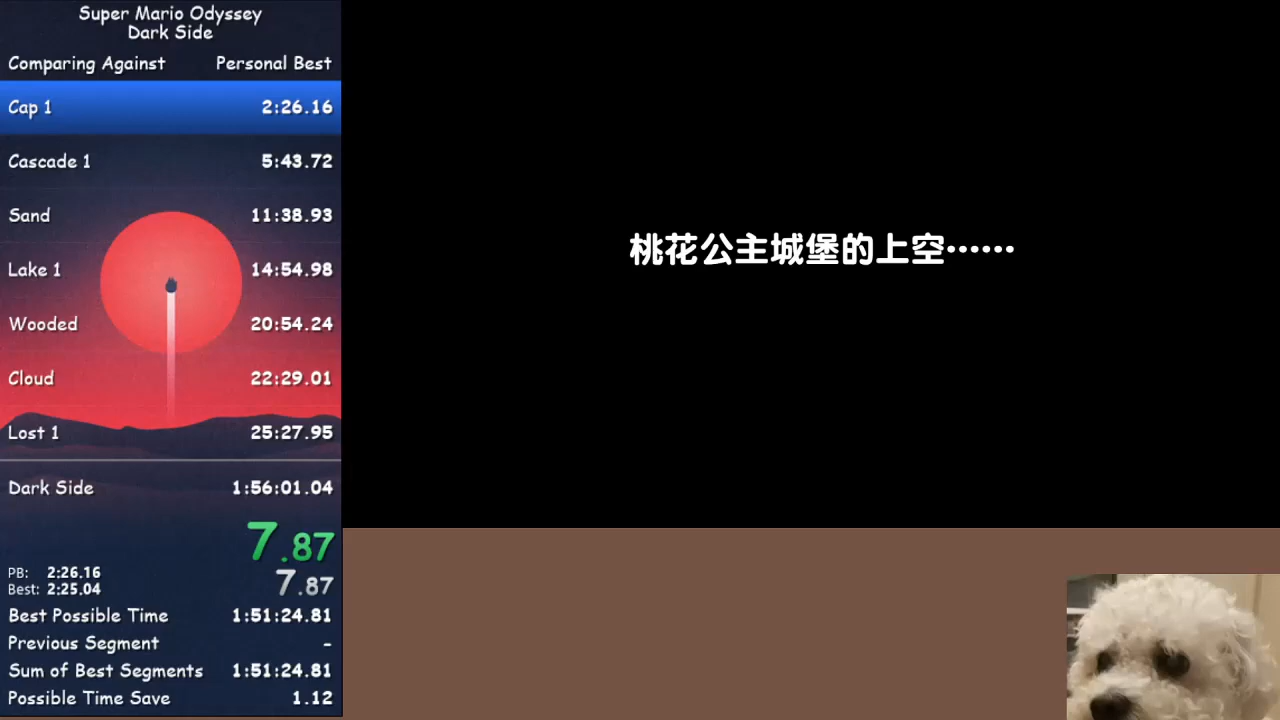 Super Mario Odyssey
Dark Side
Comparing Against Personal Best
Cap 1 2:26.16
Cascade 1 5:43.72
Sand 11:38.93
Lake 1 14:54.98
Wooded 20:54.24
Cloud 22:29.01
Lost 1 25:27.95
Dark Side 1:56:01.04
7.87
PB: 2:26.16
Best: 2:25.04
7.87
Best Possible Time 1:51:24.81
Previous Segment -
Sum of Best Segments 1:51:24.81
Possible Time Save 1.12
桃花公主城堡的上空……